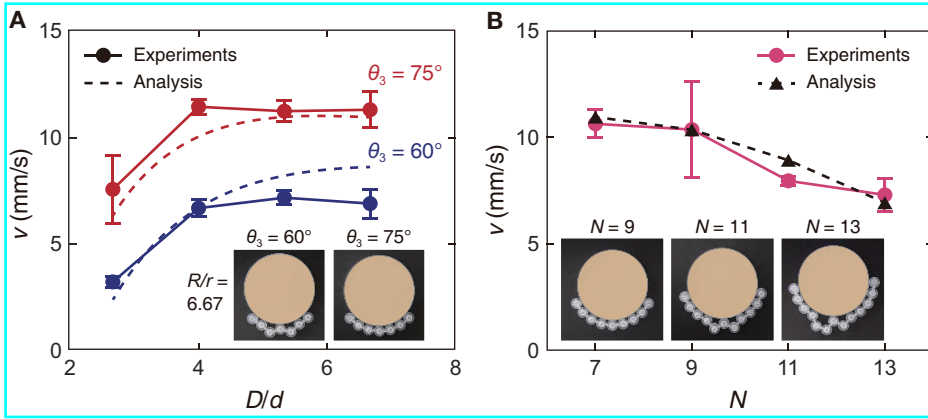 A
15
10
5
0
v (mm/s)
Experiments
Analysis
θ3 = 75°
θ3 = 60°
θ3 = 60°
θ3 = 75°
R/r =
6.67
2
4
6
8
D/d
B
15
10
5
0
v (mm/s)
Experiments
Analysis
N = 9
N = 11
N = 13
7
9
11
13
N